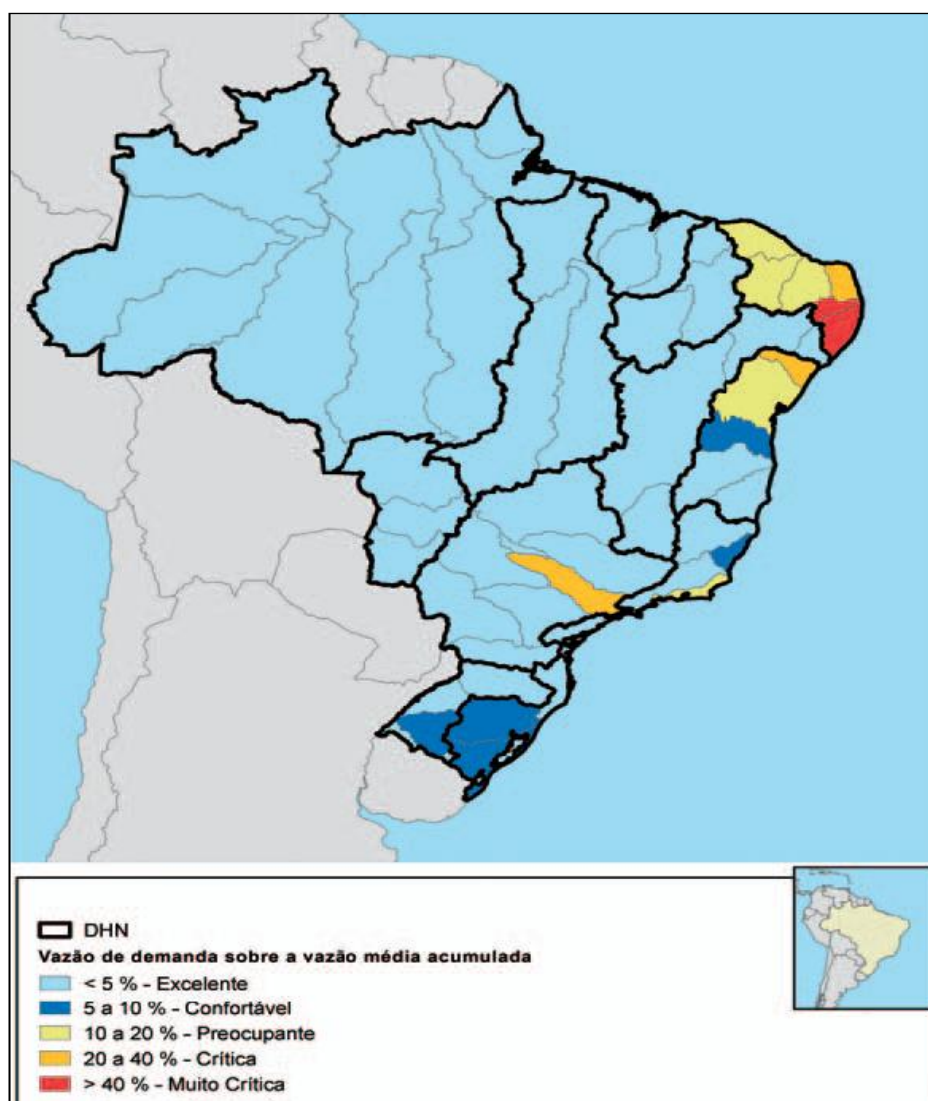 DHN
Vazão de demanda sobre a vazão média acumulada
< 5 % - Excelente
5 a 10 % - Confortável
10 a 20 % - Preocupante
20 a 40 % - Crítica
> 40 % - Muito Crítica